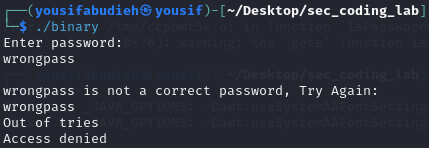 (yousifabudieh㉿yousif)-[~/Desktop/sec_coding_lab]
$ ./binary
Enter password:
wrongpass
wrongpass is not a correct password, Try Again:
wrongpass
Out of tries
Access denied